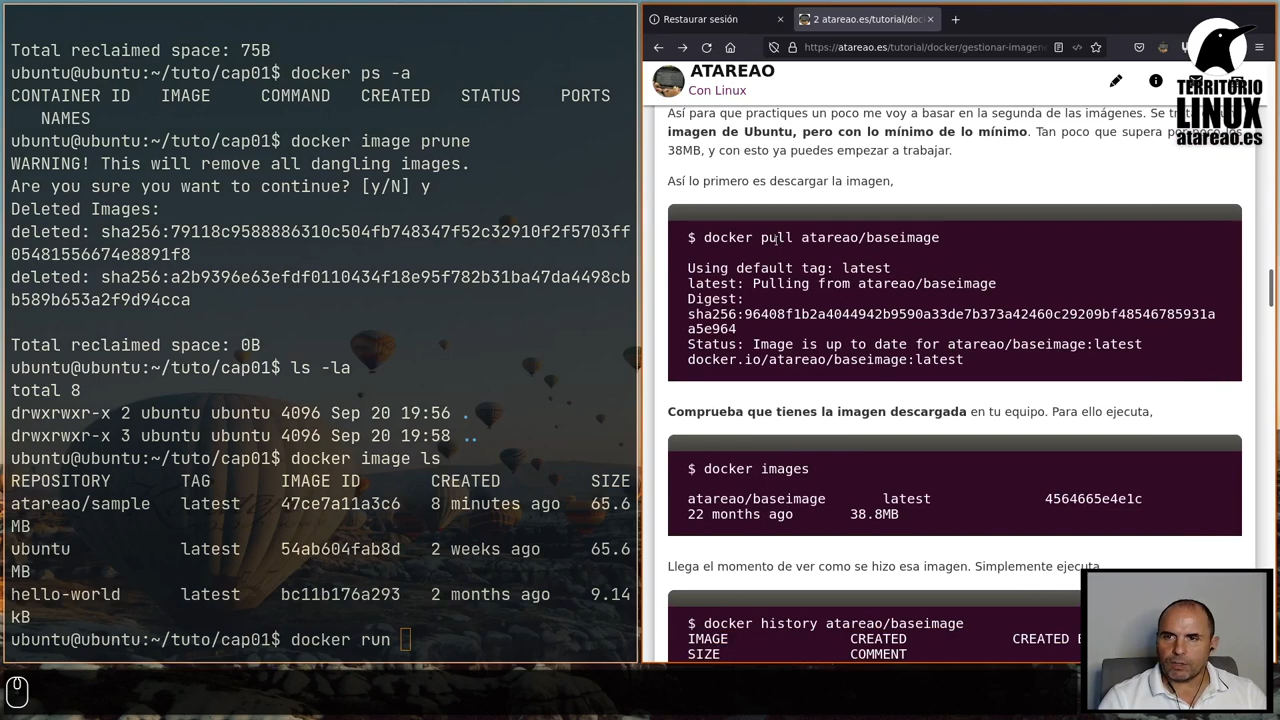 Total reclaimed space: 75B
ubuntu@ubuntu:~/tuto/cap01$ docker ps -a
CONTAINER ID   IMAGE     COMMAND   CREATED   STATUS    PORTS
NAMES
ubuntu@ubuntu:~/tuto/cap01$ docker image prune
WARNING! This will remove all dangling images.
Are you sure you want to continue? [y/N] y
Deleted Images:
deleted: sha256:79118c9588886310c504fb748347f52c32910f2f5703ff
05481556674e8891f8
deleted: sha256:a2b9396e63efdf0110434f18e95f782b31ba47da4498cb
b589b653a2f9d94cca
Total reclaimed space: 0B
ubuntu@ubuntu:~/tuto/cap01$ ls -la
total 8
drwxrwxr-x 2 ubuntu ubuntu 4096 Sep 20 19:56 .
drwxrwxr-x 3 ubuntu ubuntu 4096 Sep 20 19:58 ..
ubuntu@ubuntu:~/tuto/cap01$ docker image ls
REPOSITORY       TAG       IMAGE ID       CREATED         SIZE
atareao/sample   latest    47ce7a11a3c6   8 minutes ago   65.6
MB
ubuntu           latest    54ab604fab8d   2 weeks ago     65.6
MB
hello-world      latest    bc11b176a293   2 months ago    9.14
kB
ubuntu@ubuntu:~/tuto/cap01$ docker run
Restaurar sesión
2 atareao.es/tutorial/doc
https://atareao.es/tutorial/docker/gestionar-imagene
ATAREAO
Con Linux
TERRITORIO
LINUX
atareao.es
Así para que practiques un poco me voy a basar en la segunda de las imágenes. Se
imagen de Ubuntu, pero con lo mínimo de lo mínimo. Tan poco que supera
38MB, y con esto ya puedes empezar a trabajar.
Así lo primero es descargar la imagen,
$ docker pull atareao/baseimage
Using default tag: latest
latest: Pulling from atareao/baseimage
Digest:
sha256:96408f1b2a4044942b9590a33de7b373a42460c29209bf48546785931a
a5e964
Status: Image is up to date for atareao/baseimage:latest
docker.io/atareao/baseimage:latest
Comprueba que tienes la imagen descargada en tu equipo. Para ello ejecuta,
$ docker images
atareao/baseimage       latest              4564665e4e1c
22 months ago       38.8MB
Llega el momento de ver como se hizo esa imagen. Simplemente ejecuta
$ docker history atareao/baseimage
IMAGE               CREATED             CREATED
SIZE                COMMENT